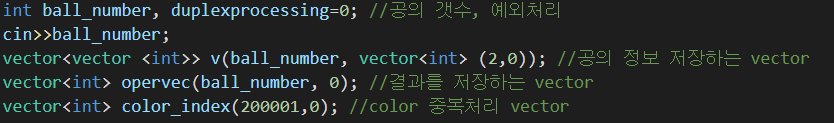 int ball_number, duplexprocessing=0; //공의 갯수, 예외처리
cin>>ball_number;
vector<vector <int>> v(ball_number, vector<int> (2,0)); //공의 정보 저장하는 vector
vector<int> opervec(ball_number, 0); //결과를 저장하는 vector
vector<int> color_index(200001,0); //color 중복처리 vector